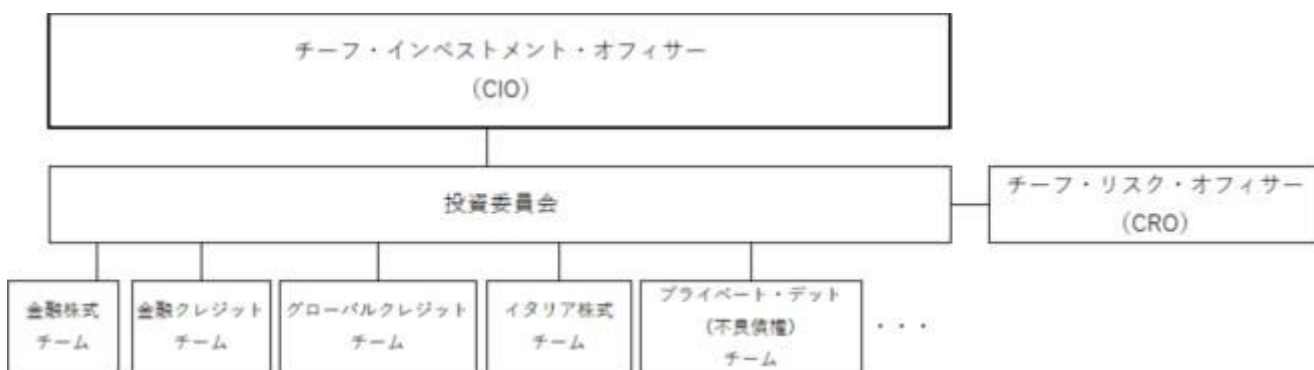 チーフ・インベストメント・オフィサー
（CIO）
投資委員会
チーフ・リスク・オフィサー
（CRO）
金融株式
チーム
金融クレジット
チーム
グローバルクレジット
チーム
イタリア株式
チーム
プライベート・デット
（不良債権）
チーム
・・・